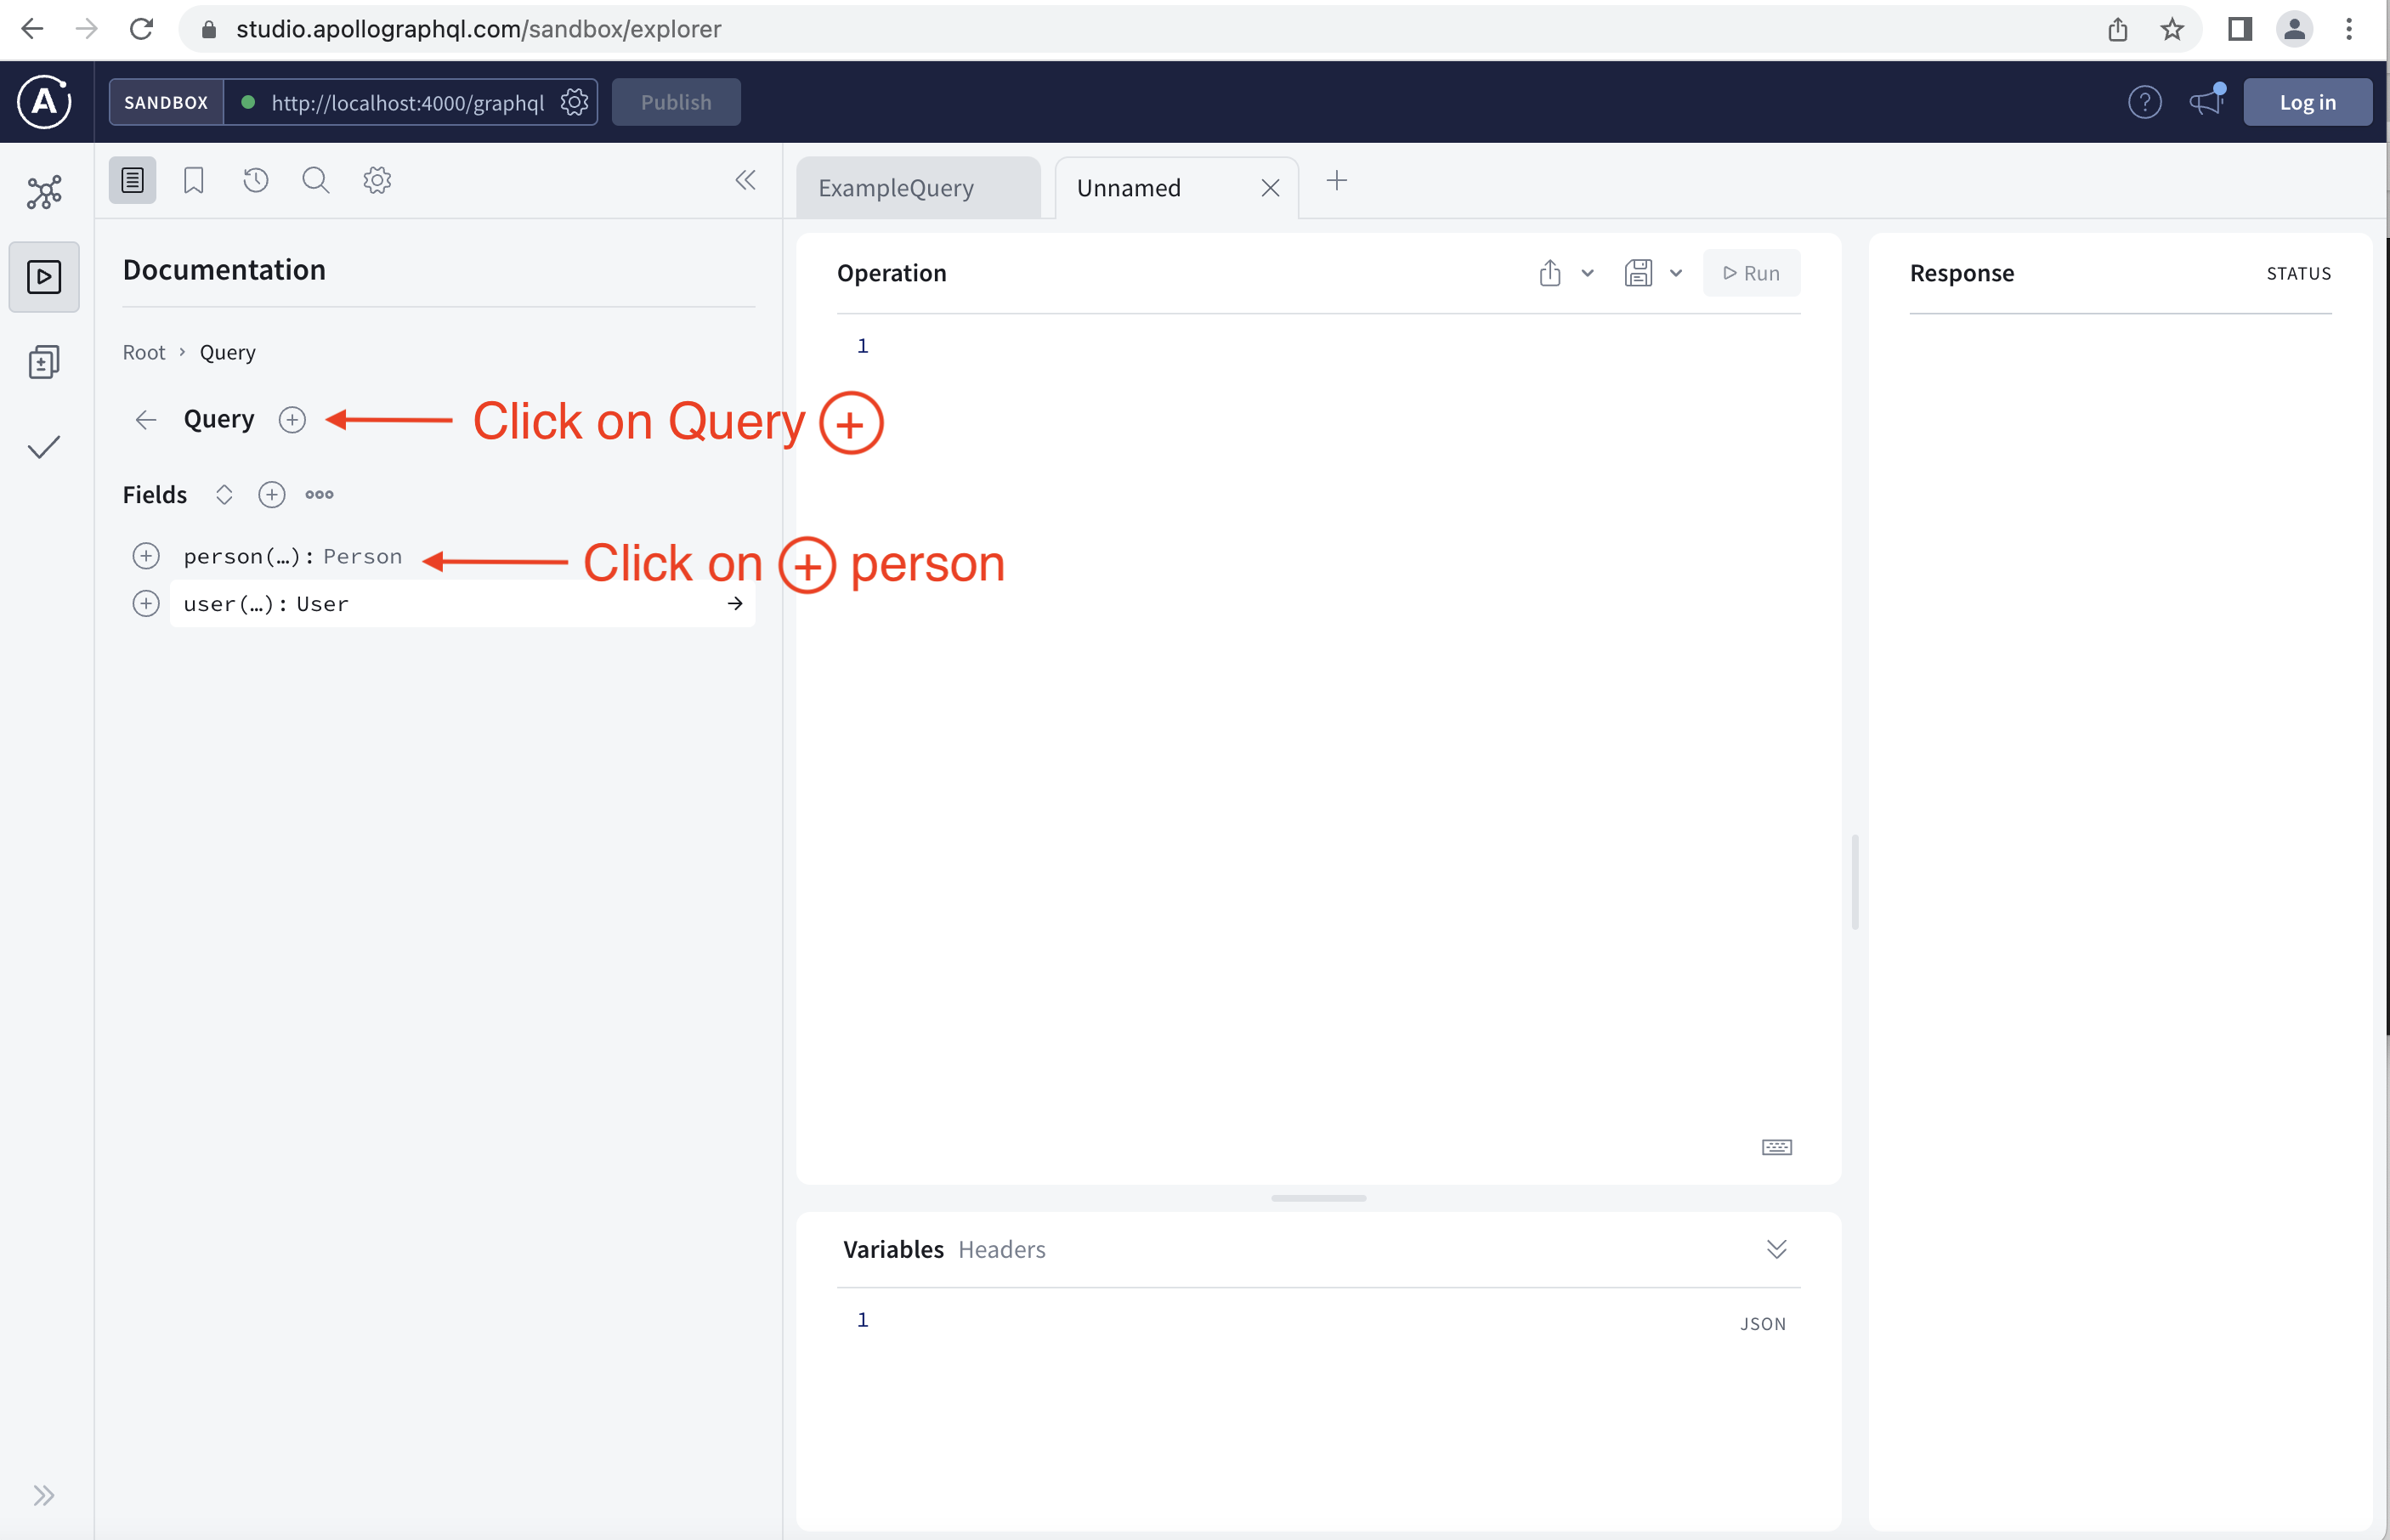 studio.apollographql.com/sandbox/explorer
A SANDBOX http://localhost:4000/graphql Publish ? Log in
ExampleQuery Unnamed
Documentation
Root › Query
Query
Click on Query +
Fields
person(…): Person
Click on + person
user(…): User
Operation Run
1
Variables Headers
1 JSON
Response STATUS